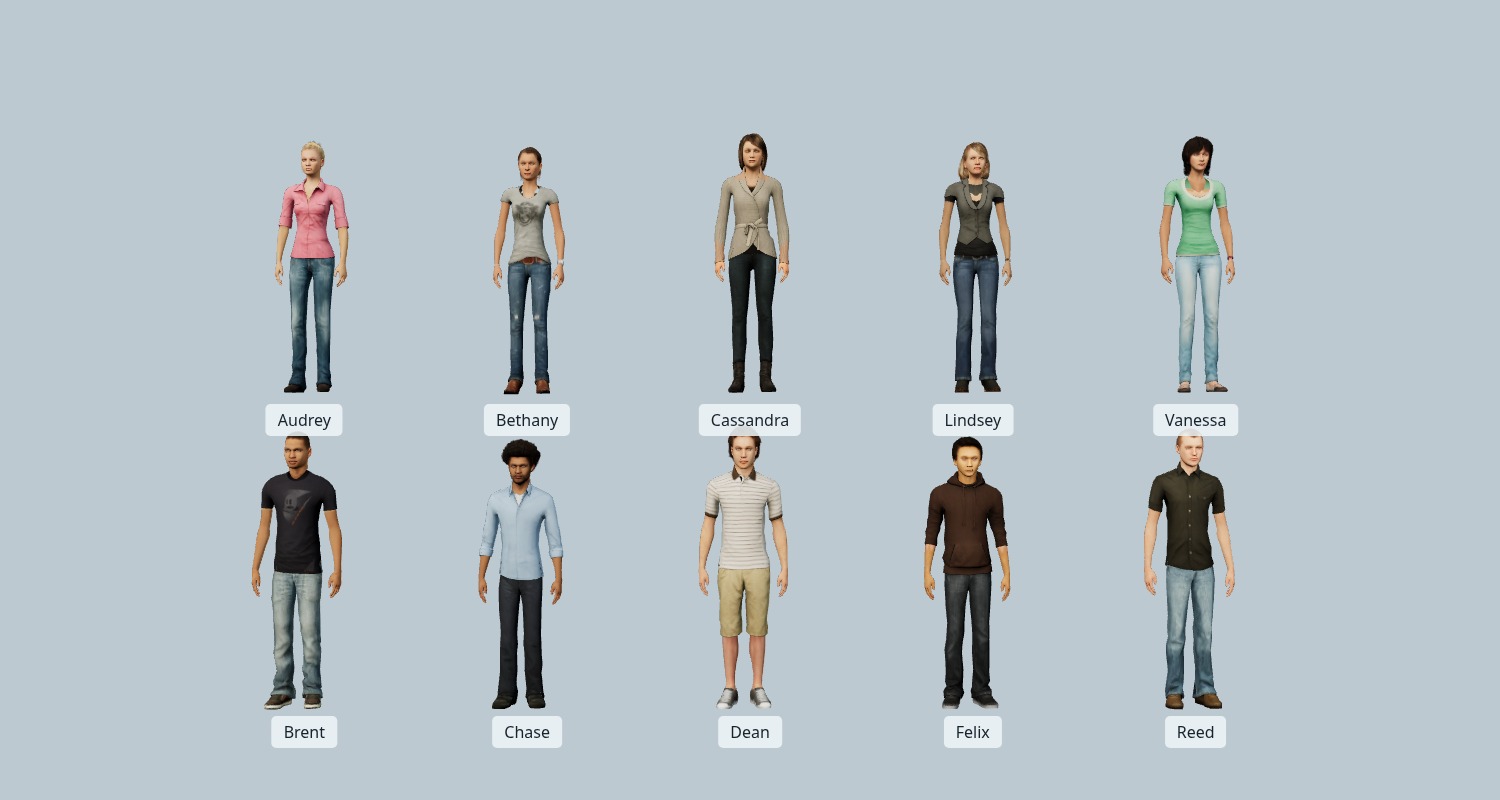 Audrey
Bethany
Cassandra
Lindsey
Vanessa
Brent
Chase
Dean
Felix
Reed